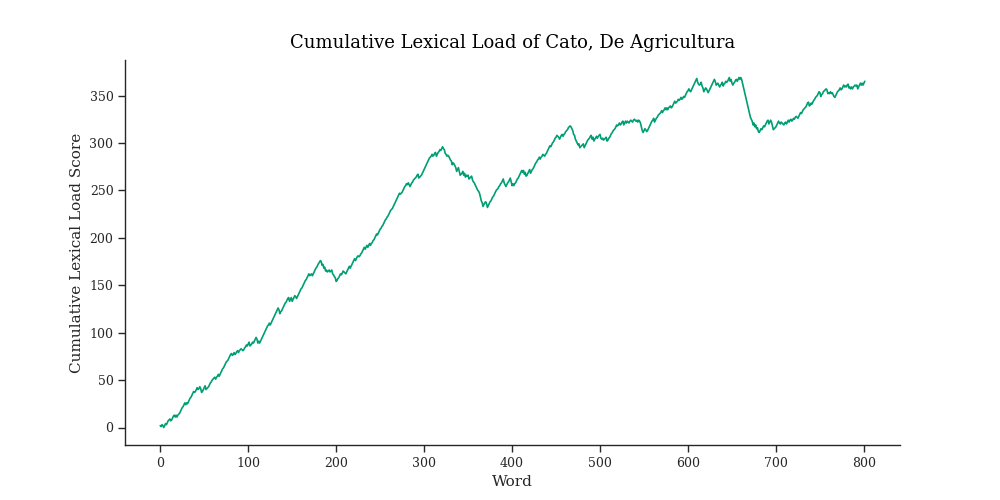 Cumulative Lexical Load of Cato, De Agricultura
Cumulative Lexical Load Score
350
300
250
200
150
100
50
0
0 100 200 300 400 500 600 700 800
Word